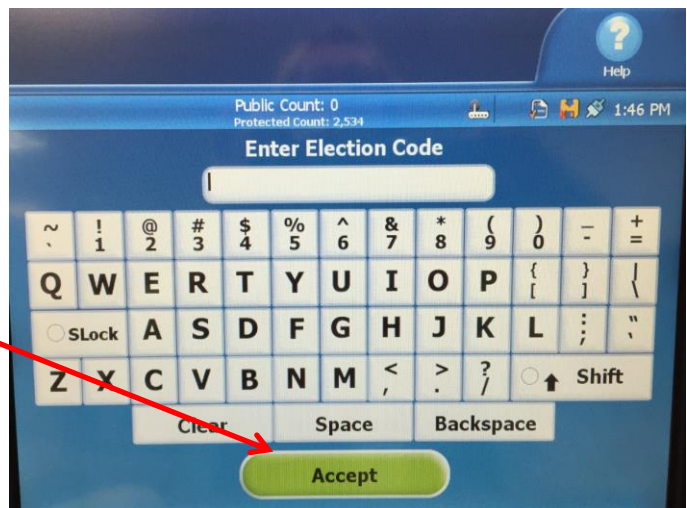 ?
Help
Public Count: 0
Protected Count: 2,534
1:46 PM
Enter Election Code
~ ! @ # $ % ^ & * ( ) _ +
` 1 2 3 4 5 6 7 8 9 0 - =
Q W E R T Y U I O P { } |
[ ] \
SLock A S D F G H J K L : "
; '
Z X C V B N M < > ? Shift
, . /
Clear Space Backspace
Accept